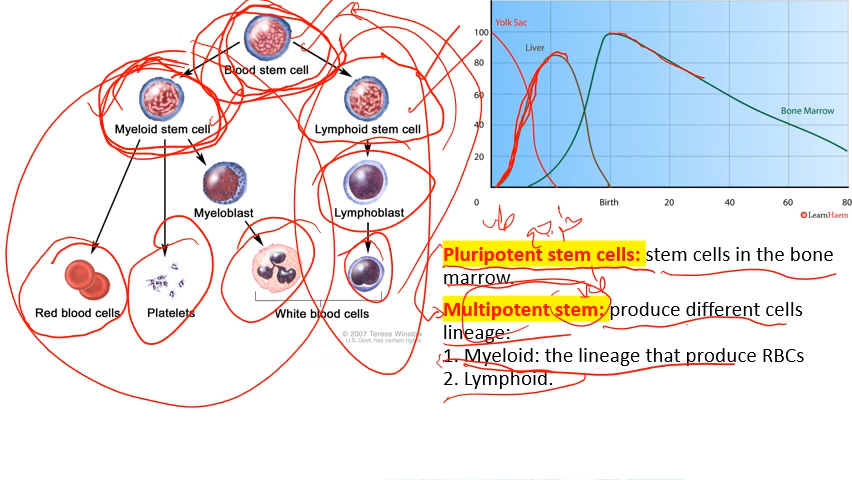 Blood stem cell
Myeloid stem cell
Lymphoid stem cell
Myeloblast
Lymphoblast
Red blood cells
Platelets
White blood cells
© 2007 Terese Winslow
U.S. Govt. has certain rights
Yolk Sac
Liver
Bone Marrow
100
80
60
40
20
0
Birth
20
40
60
80
LearnHaem
Pluripotent stem cells: stem cells in the bone
marrow.
Multipotent stem: produce different cells
lineage:
1. Myeloid: the lineage that produce RBCs
2. Lymphoid.